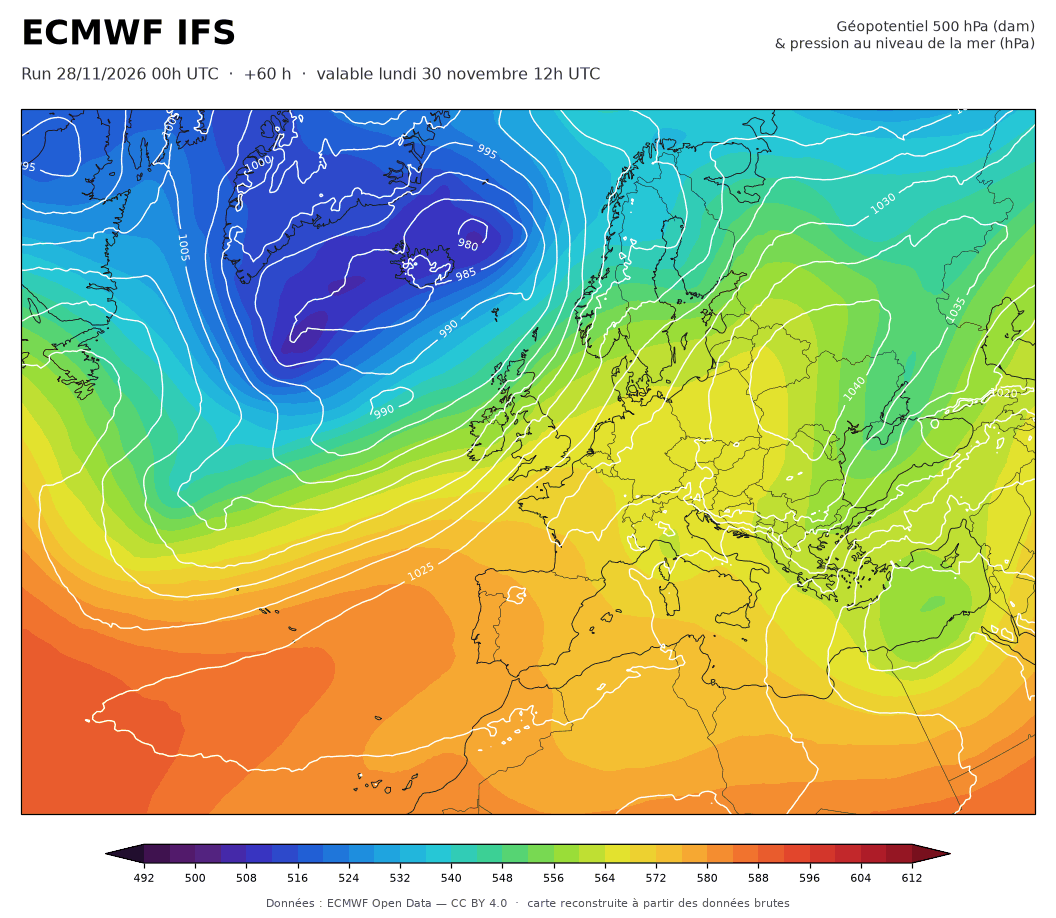 ECMWF IFS
Géopotentiel 500 hPa (dam)
& pression au niveau de la mer (hPa)
Run 28/11/2026 00h UTC · +60 h · valable lundi 30 novembre 12h UTC
1005
995
1000
95
1030
1005
980
985
1035
990
1040
990
1020
1025
492 500 508 516 524 532 540 548 556 564 572 580 588 596 604 612
Données : ECMWF Open Data — CC BY 4.0 · carte reconstruite à partir des données brutes